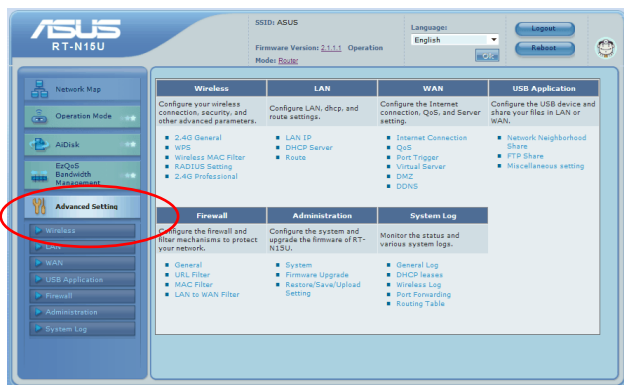 ASUS
RT-N15U
SSID: ASUS
Firmware Version: 2.1.1.1 Operation
Mode: Router
Language:
English
OK
Logout
Reboot
Network Map
Operation Mode
AiDisk
EzQoS
Bandwidth
Management
Advanced Setting
Wireless
LAN
WAN
USB Application
Firewall
Administration
System Log
Wireless
Configure your wireless
connection, security, and
other advanced parameters.
2.4G General
WPS
Wireless MAC Filter
RADIUS Setting
2.4G Professional
LAN
Configure LAN, dhcp, and
route settings.
LAN IP
DHCP Server
Route
WAN
Configure the Internet
connection, QoS, and Server
setting.
Internet Connection
QoS
Port Trigger
Virtual Server
DMZ
DDNS
USB Application
Configure the USB device and
share your files in LAN or
WAN.
Network Neighborhood
Share
FTP Share
Miscellaneous setting
Firewall
Configure the firewall and
filter mechanisms to protect
your network.
General
URL Filter
MAC Filter
LAN to WAN Filter
Administration
Configure the system and
upgrade the firmware of RT-
N15U.
System
Firmware Upgrade
Restore/Save/Upload
Setting
System Log
Monitor the status and
various system logs.
General Log
DHCP leases
Wireless Log
Port Forwarding
Routing Table